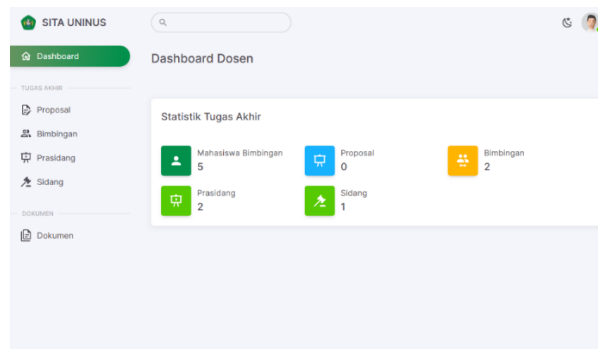 SITA UNINUS
Dashboard
TUGAS AKHIR
Proposal
Bimbingan
Prasidang
Sidang
DOKUMEN
Dokumen
Dashboard Dosen
Statistik Tugas Akhir
Mahasiswa Bimbingan
5
Proposal
0
Bimbingan
2
Prasidang
2
Sidang
1